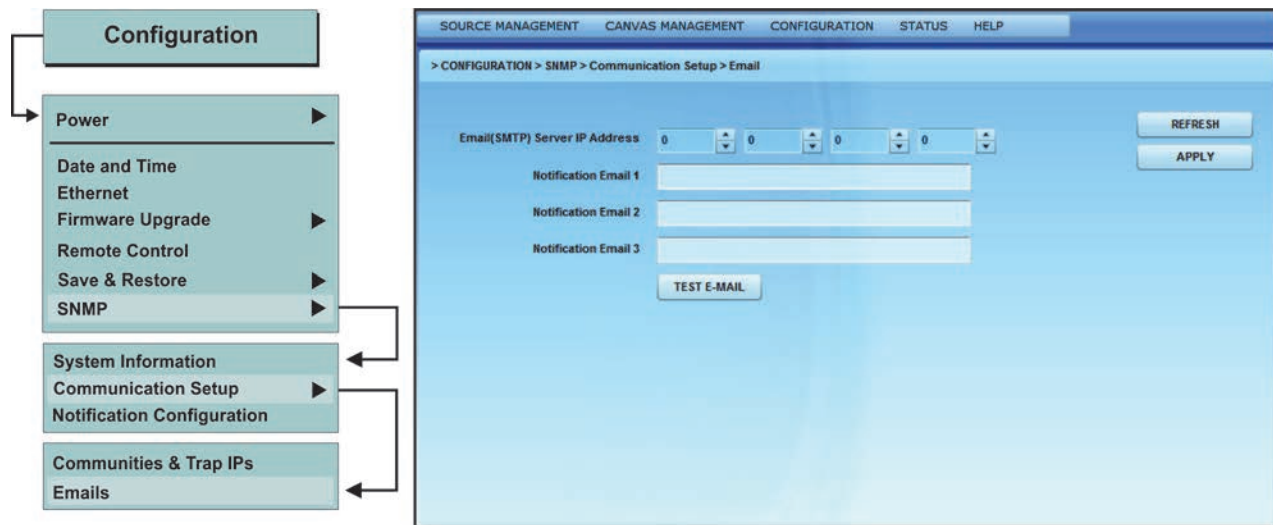 Configuration
Power
Date and Time
Ethernet
Firmware Upgrade
Remote Control
Save & Restore
SNMP
System Information
Communication Setup
Notification Configuration
Communities & Trap IPs
Emails
SOURCE MANAGEMENT CANVAS MANAGEMENT CONFIGURATION STATUS HELP
> CONFIGURATION > SNMP > Communication Setup > Email
Email(SMTP) Server IP Address 0 0 0 0
Notification Email 1
Notification Email 2
Notification Email 3
TEST E-MAIL
REFRESH
APPLY